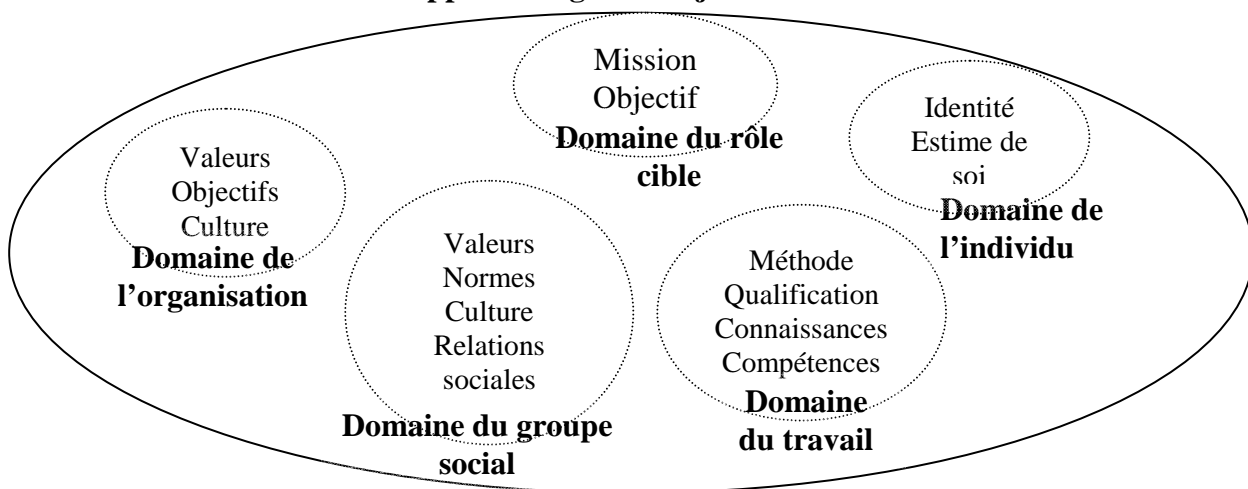 Mission
Objectif
Domaine du rôle
cible
Identité
Estime de
soi
Domaine de
l'individu
Valeurs
Objectifs
Culture
Domaine de
l'organisation
Valeurs
Normes
Culture
Relations
sociales
Domaine du groupe
social
Méthode
Qualification
Connaissances
Compétences
Domaine
du travail